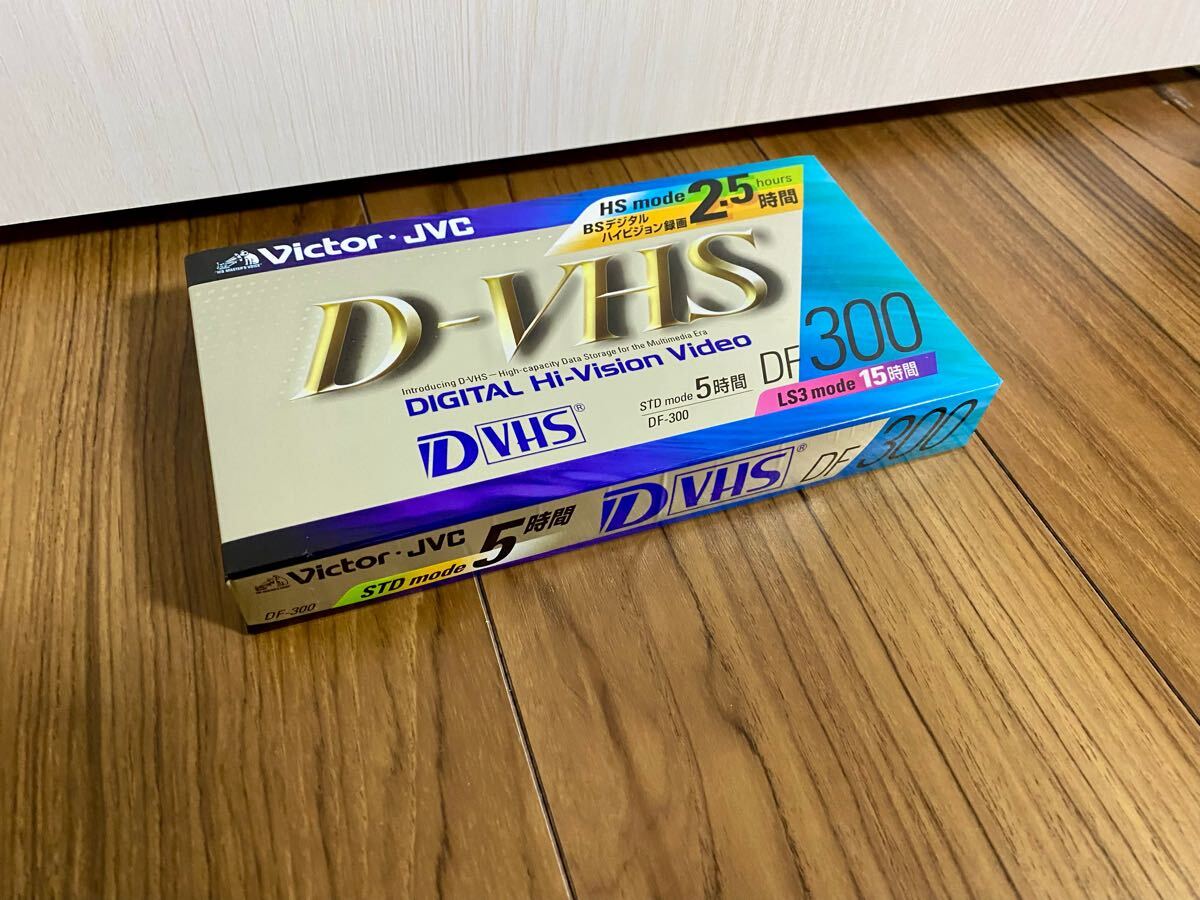 "HIS MASTER'S VOICE"
Victor・JVC
HS mode 2.5 hours
BSデジタル
ハイビジョン録画
時間
D-VHS
Introducing D-VHS — High-capacity Data Storage for the Multimedia Era
DIGITAL Hi-Vision Video
D VHS®
STD mode 5時間
DF-300
DF 300
LS3 mode 15時間
Victor・JVC
STD mode 5時間
D VHS®
DF 300
DF-300